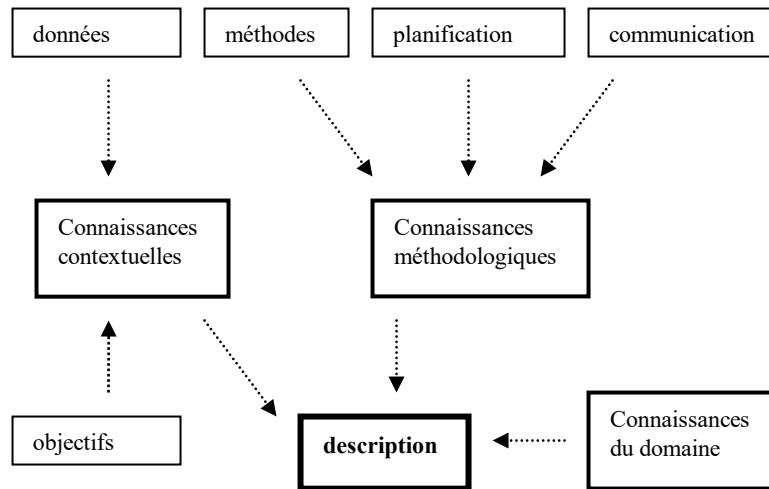 données
méthodes
planification
communication
Connaissances
contextuelles
Connaissances
méthodologiques
objectifs
description
Connaissances
du domaine